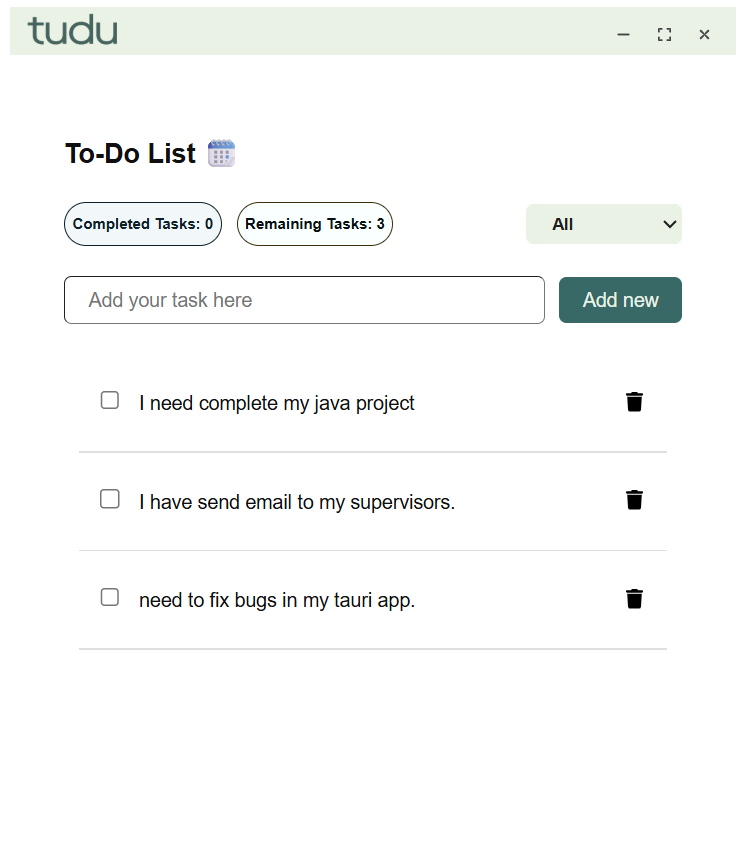 tudu
To-Do List
Completed Tasks: 0
Remaining Tasks: 3
All
Add your task here
Add new
I need complete my java project
I have send email to my supervisors.
need to fix bugs in my tauri app.